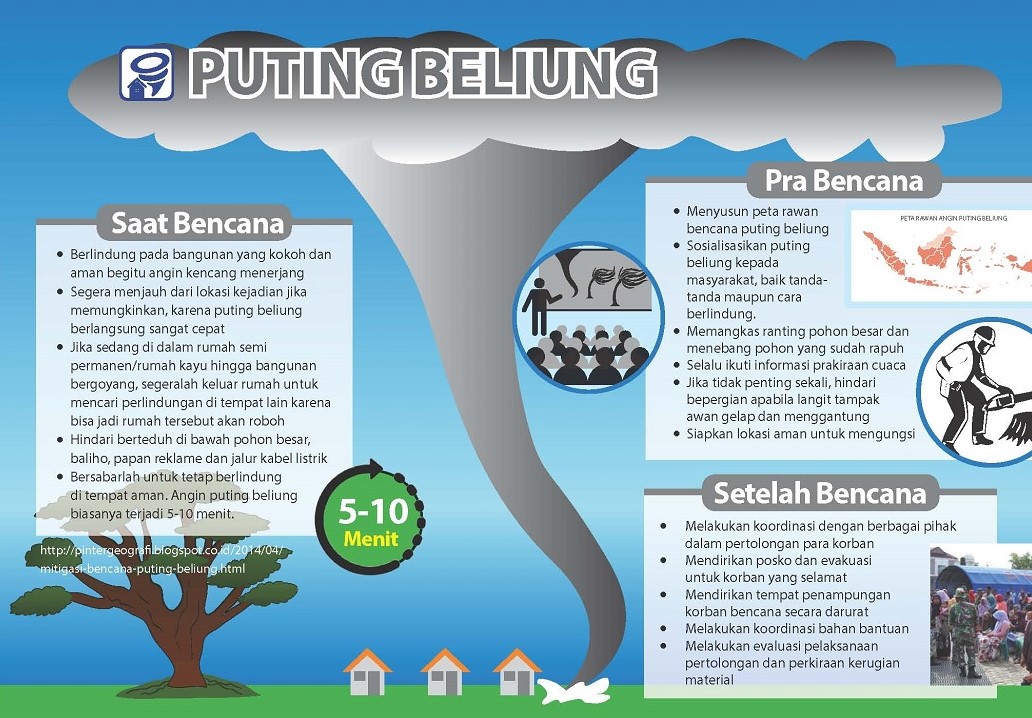 PUTING BELIUNG
Saat Bencana
• Berlindung pada bangunan yang kokoh dan
aman begitu angin kencang menerjang
• Segera menjauh dari lokasi kejadian jika
memungkinkan, karena puting beliung
berlangsung sangat cepat
• Jika sedang di dalam rumah semi
permanen/rumah kayu hingga bangunan
bergoyang, segeralah keluar rumah untuk
mencari perlindungan di tempat lain karena
bisa jadi rumah tersebut akan roboh
• Hindari berteduh di bawah pohon besar,
baliho, papan reklame dan jalur kabel listrik
• Bersabarlah untuk tetap berlindung
di tempat aman. Angin puting beliung
biasanya terjadi 5-10 menit.
http://pintergeografi.blogspot.co.id/2014/04/
mitigasi-bencana-puting-beliung.html
5-10
Menit
Pra Bencana
• Menyusun peta rawan
bencana puting beliung
• Sosialisasikan puting
beliung kepada
masyarakat, baik tanda-
tanda maupun cara
berlindung.
• Memangkas ranting pohon besar dan
menebang pohon yang sudah rapuh
• Selalu ikuti informasi prakiraan cuaca
• Jika tidak penting sekali, hindari
bepergian apabila langit tampak
awan gelap dan menggantung
• Siapkan lokasi aman untuk mengungsi
PETA RAWAN ANGIN PUTING BELIUNG
Setelah Bencana
• Melakukan koordinasi dengan berbagai pihak
dalam pertolongan para korban
• Mendirikan posko dan evakuasi
untuk korban yang selamat
• Mendirikan tempat penampungan
korban bencana secara darurat
• Melakukan koordinasi bahan bantuan
• Melakukan evaluasi pelaksanaan
pertolongan dan perkiraan kerugian
material